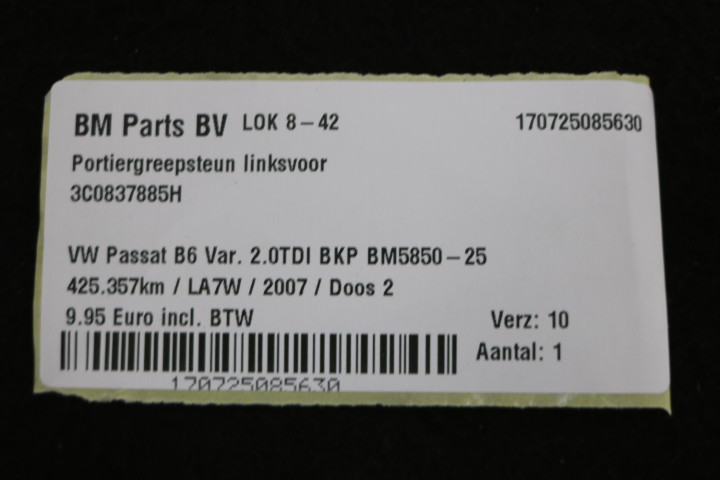 BM Parts BV LOK 8-42 170725085630
Portiergreepsteun linksvoor
3C0837885H
VW Passat B6 Var. 2.0TDI BKP BM5850-25
425.357km / LA7W / 2007 / Doos 2
9.95 Euro incl. BTW Verz: 10
Aantal: 1
170725085630